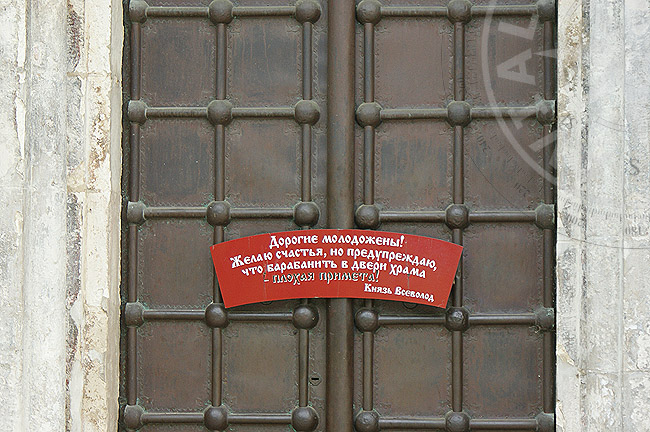 Дорогие молодожены!
Желаю счастья, но предупреждаю,
что барабанить в двери храма
- плохая примета!
Князь Всеволод